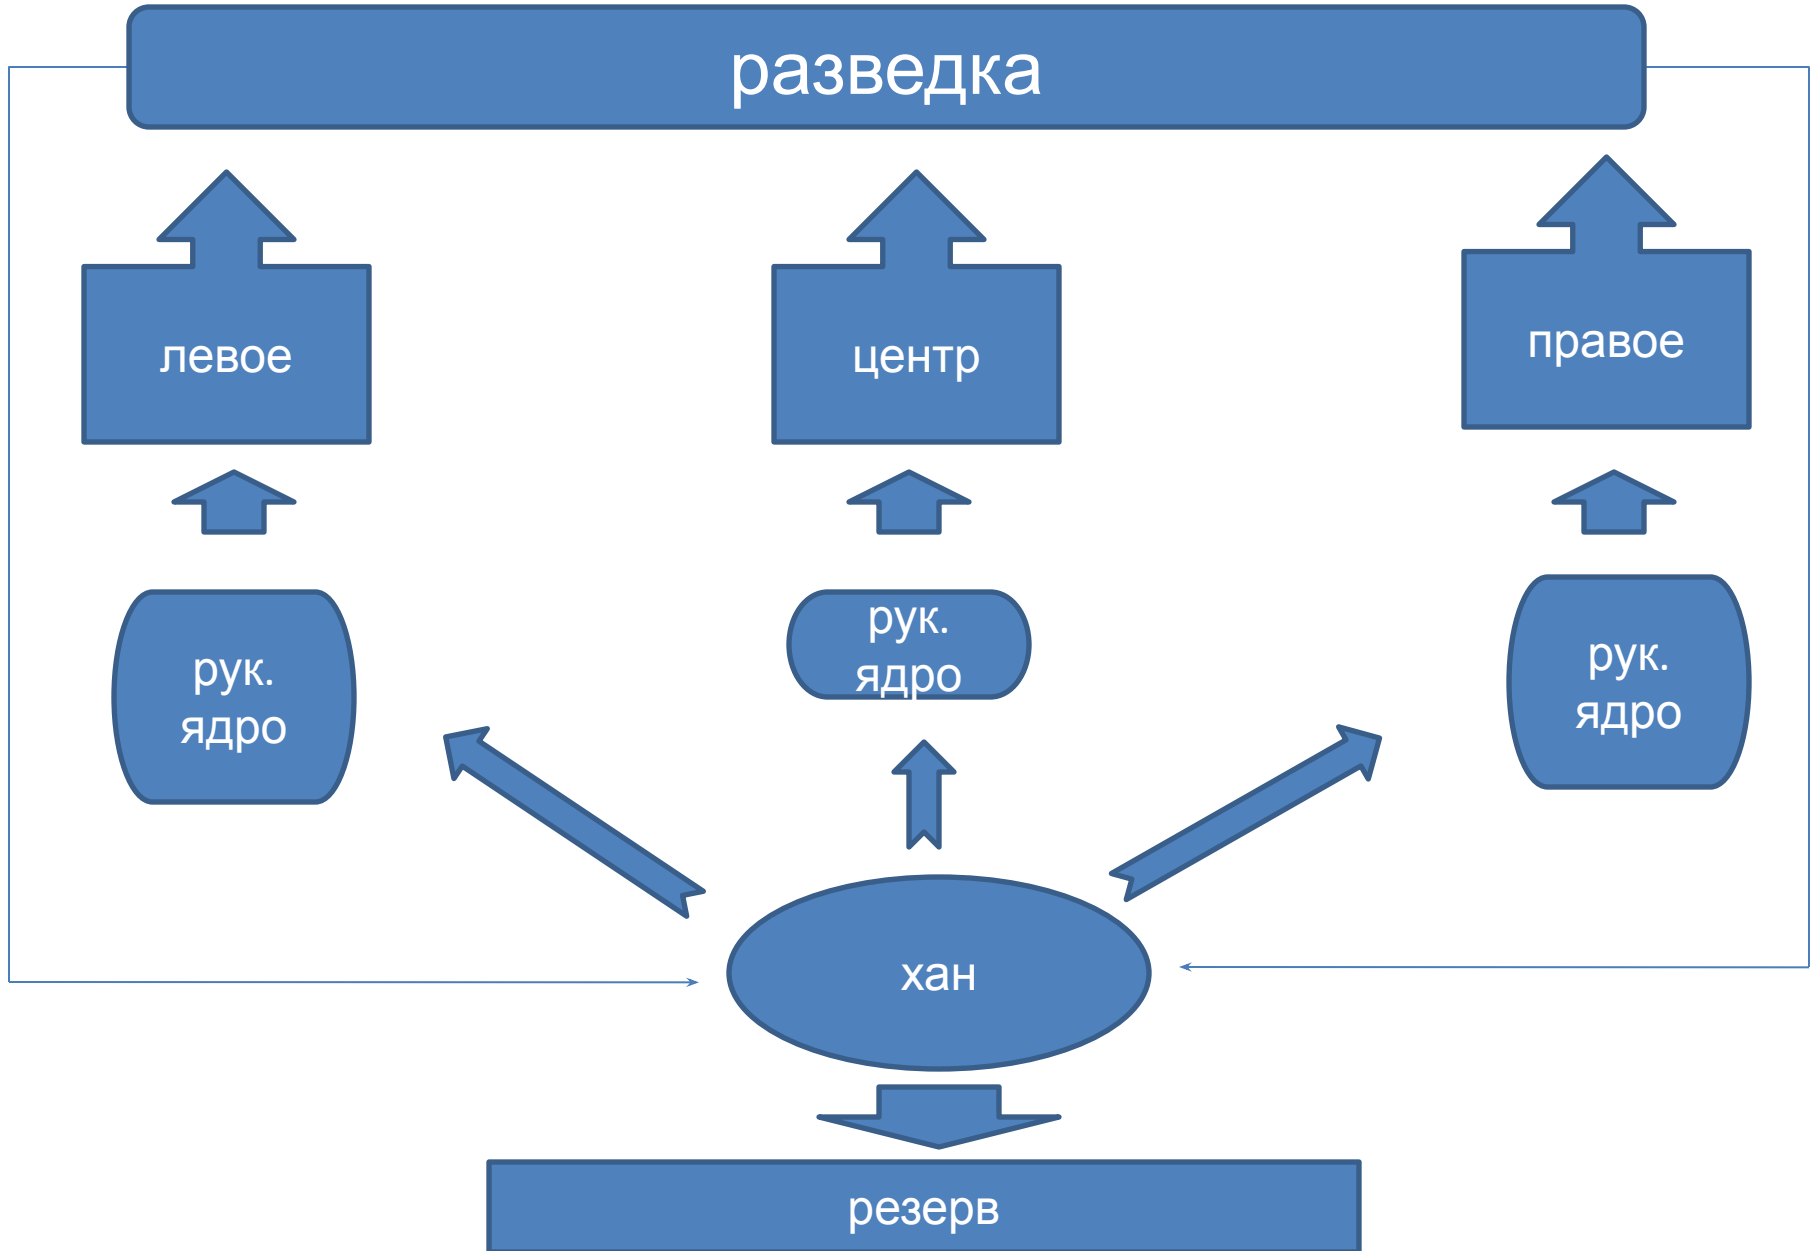 разведка
левое
центр
правое
рук.
ядро
рук.
ядро
рук.
ядро
хан
резерв